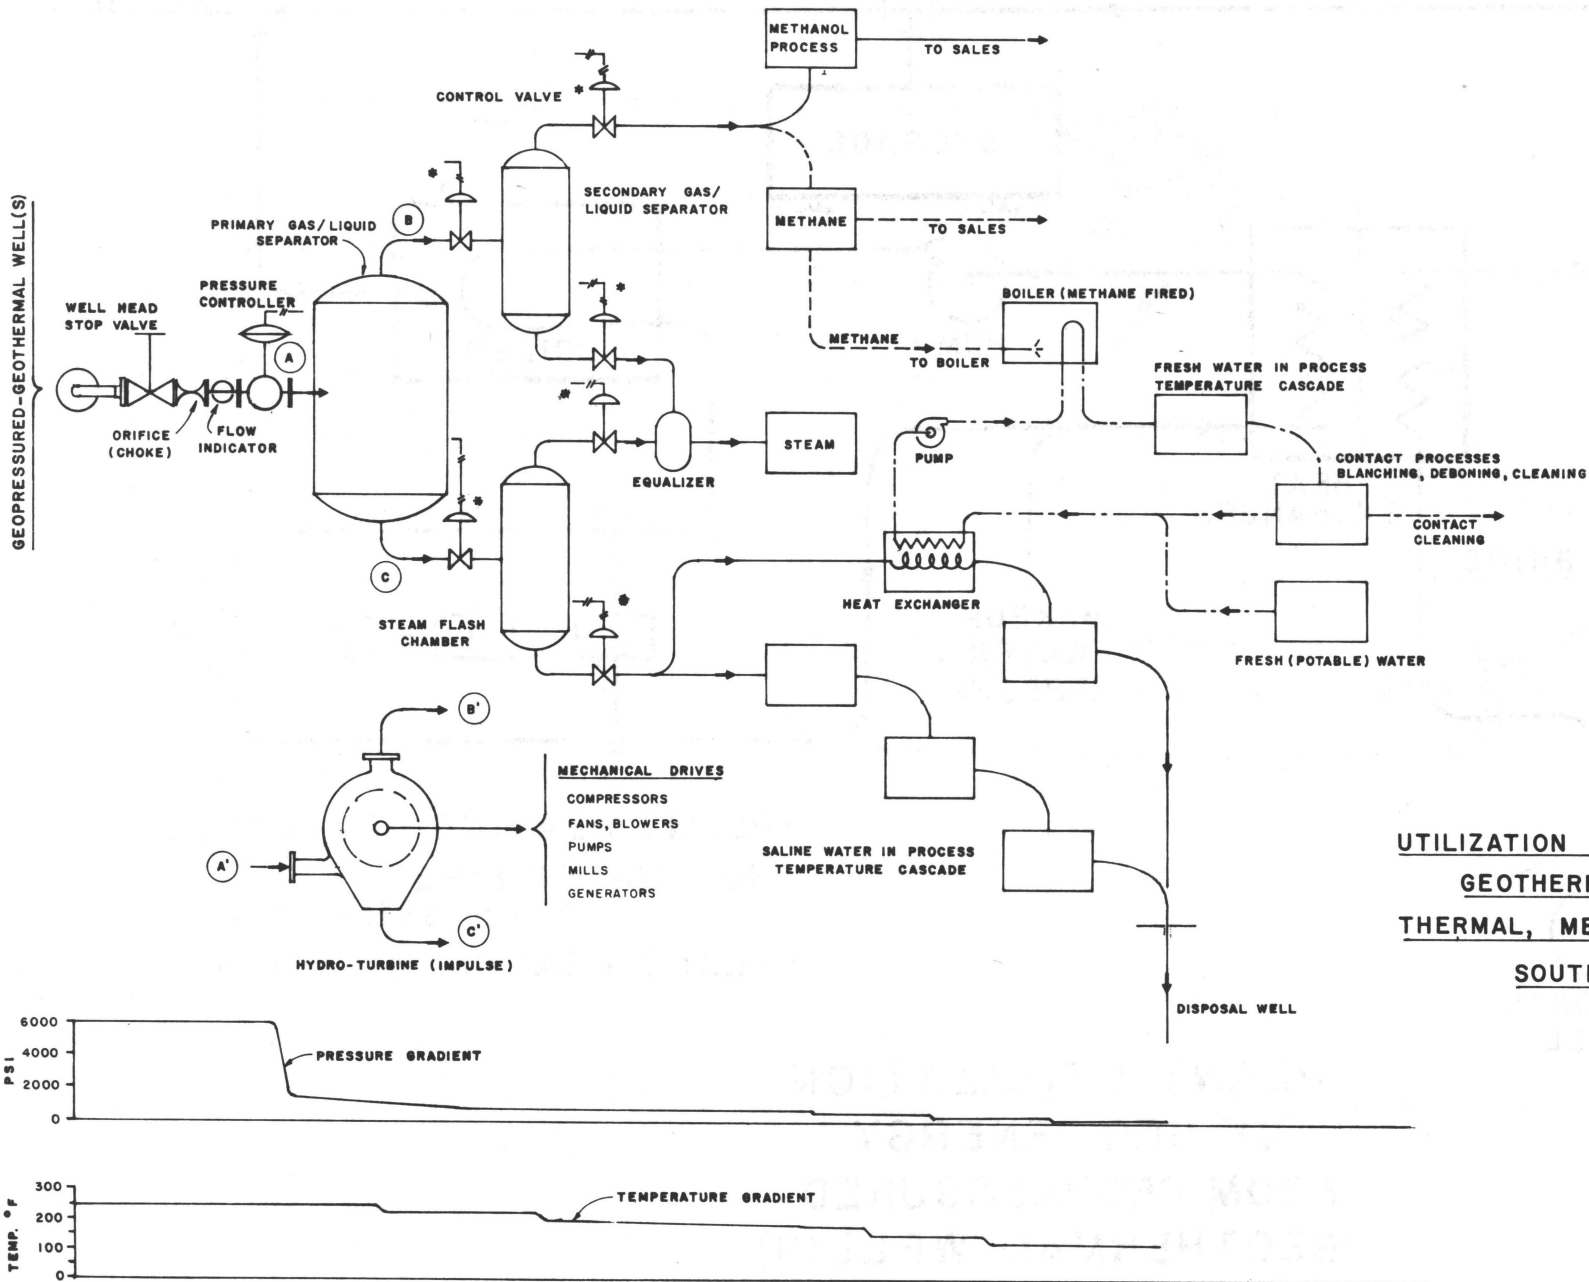 METHANOL
PROCESS
TO SALES
CONTROL VALVE
*
*
SECONDARY GAS/
LIQUID SEPARATOR
METHANE
TO SALES
GEOPRESSURED-GEOTHERMAL WELL(S)
PRIMARY GAS/LIQUID
SEPARATOR
B
PRESSURE
CONTROLLER
WELL HEAD
STOP VALVE
A
*
BOILER (METHANE FIRED)
METHANE
TO BOILER
FRESH WATER IN PROCESS
TEMPERATURE CASCADE
*
ORIFICE
(CHOKE)
FLOW
INDICATOR
STEAM
PUMP
EQUALIZER
CONTACT PROCESSES
BLANCHING, DEBONING, CLEANING
*
CONTACT
CLEANING
C
HEAT EXCHANGER
*
STEAM FLASH
CHAMBER
FRESH (POTABLE) WATER
B'
MECHANICAL DRIVES
COMPRESSORS
FANS, BLOWERS
PUMPS
MILLS
GENERATORS
A'
SALINE WATER IN PROCESS
TEMPERATURE CASCADE
C'
HYDRO-TURBINE (IMPULSE)
UTILIZATION
GEOTHER
THERMAL, ME
SOUT
DISPOSAL WELL
PSI
6000
4000
2000
0
PRESSURE GRADIENT
TEMP. °F
300
200
100
0
TEMPERATURE GRADIENT